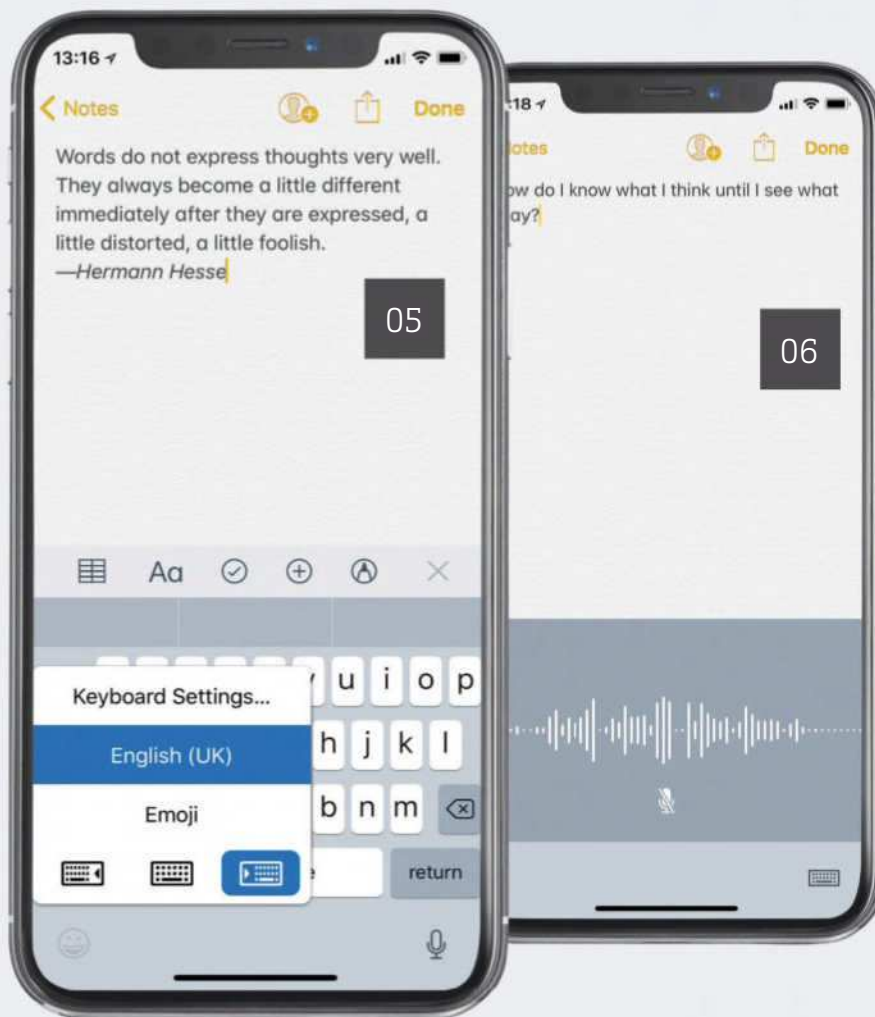 13:16
Notes
Done
Words do not express thoughts very well.
They always become a little different
immediately after they are expressed, a
little distorted, a little foolish.
—Hermann Hesse
05
Aa
u i o p
Keyboard Settings...
h j k l
English (UK)
b n m
Emoji
return
:18
otes
Done
ow do I know what I think until I see what
ay?
06